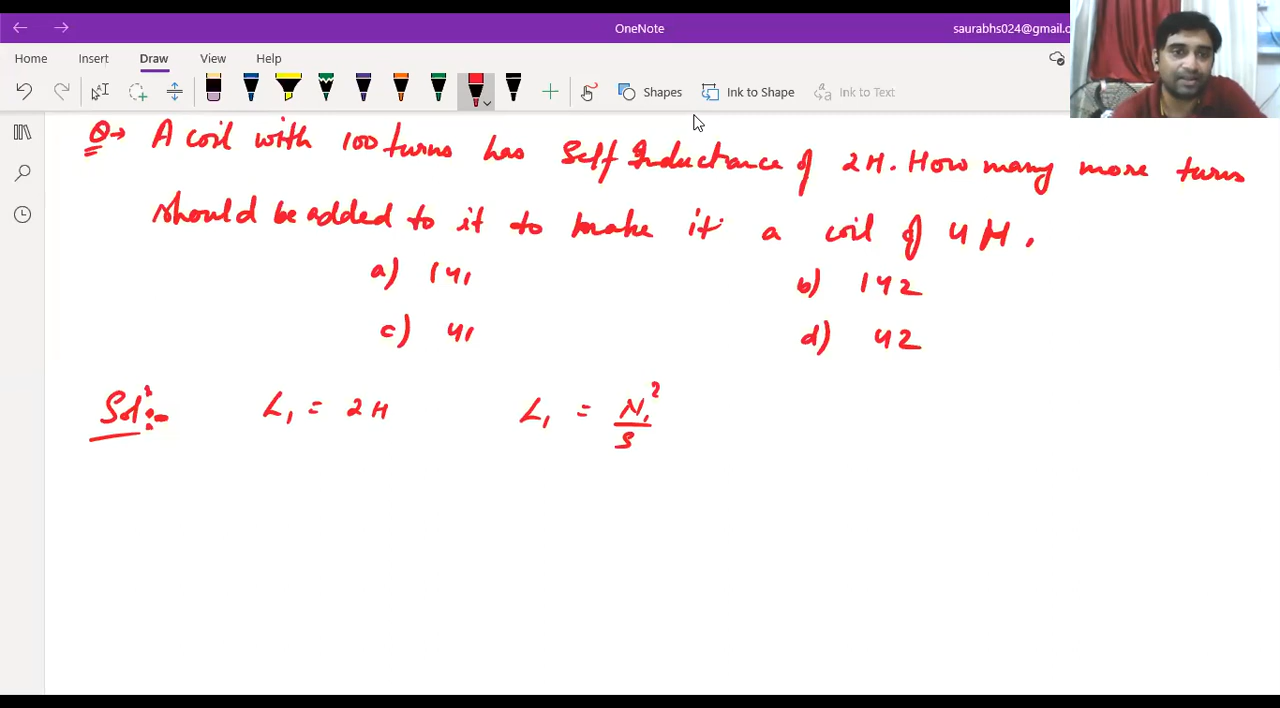 OneNote
saurabhs024@gmail.c
Home Insert Draw View Help
Shapes Ink to Shape Ink to Text
Q→ A coil with 100 turns has Self Inductance of 2H. How many more turns
should be added to it to make it a coil of 4H.
a) 141 b) 142
c) 41 d) 42
Sol:- L₁ = 2H L₁ = N₁²/S